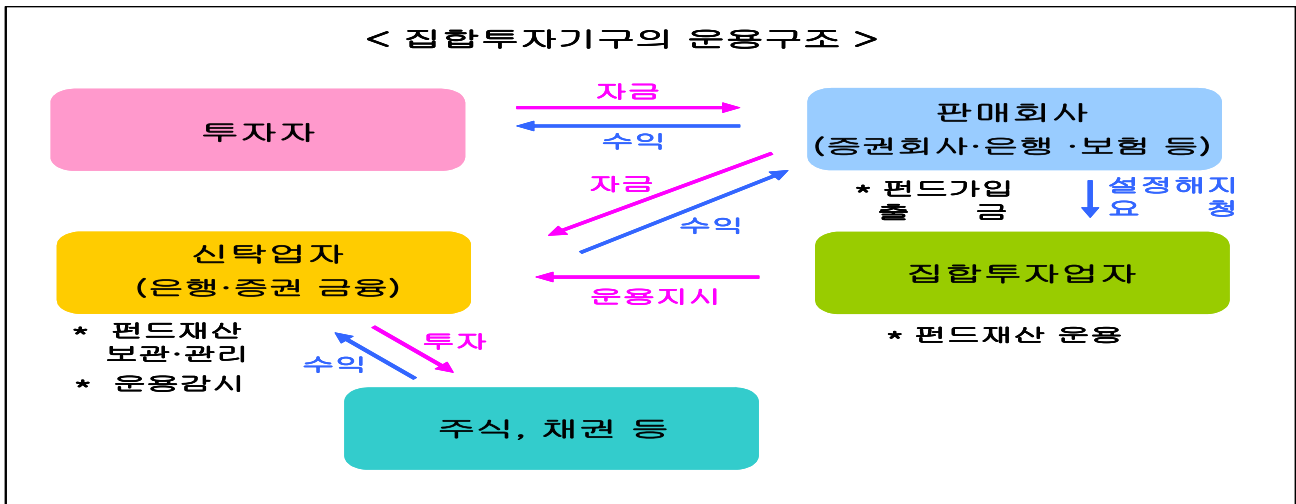 < 집합투자기구의 운용구조 >
자금
투자자
수익
판매회사
(증권회사·은행 ·보험 등)
자금
수익
* 펀드가입
출 금
설정해지
요 청
신탁업자
(은행·증권 금융)
운용지시
집합투자업자
* 펀드재산
보관·관리
* 운용감시
투자
수익
* 펀드재산 운용
주식, 채권 등